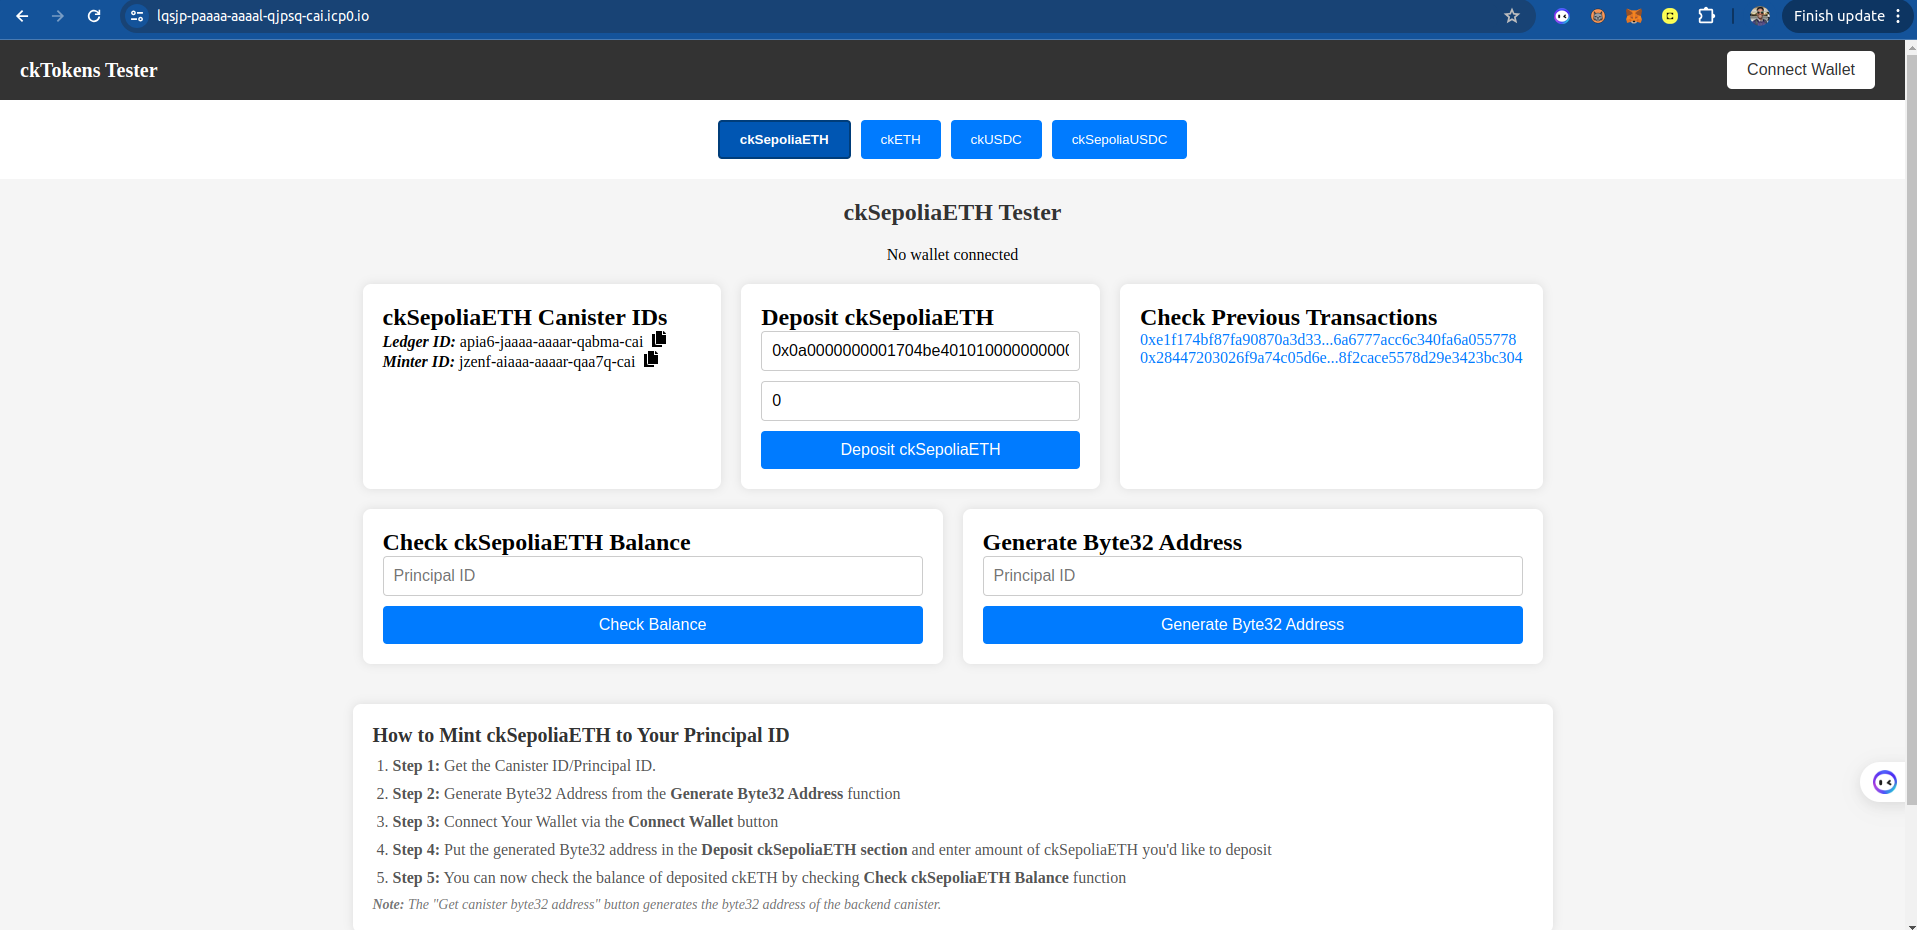 lqsjp-paaaa-aaaal-qjpsq-cai.icp0.io
Finish update
ckTokens Tester
Connect Wallet
ckSepoliaETH
ckETH
ckUSDC
ckSepoliaUSDC
ckSepoliaETH Tester
No wallet connected
ckSepoliaETH Canister IDs
Ledger ID: apia6-jaaaa-aaaar-qabma-cai
Minter ID: jzenf-aiaaa-aaaar-qaa7q-cai
Deposit ckSepoliaETH
0x0a0000000001704be401010000000000
0
Deposit ckSepoliaETH
Check Previous Transactions
0xe1f174bf87fa90870a3d33...6a6777acc6c340fa6a055778
0x28447203026f9a74c05d6e...8f2cace5578d29e3423bc304
Check ckSepoliaETH Balance
Principal ID
Check Balance
Generate Byte32 Address
Principal ID
Generate Byte32 Address
How to Mint ckSepoliaETH to Your Principal ID
1. Step 1: Get the Canister ID/Principal ID.
2. Step 2: Generate Byte32 Address from the Generate Byte32 Address function
3. Step 3: Connect Your Wallet via the Connect Wallet button
4. Step 4: Put the generated Byte32 address in the Deposit ckSepoliaETH section and enter amount of ckSepoliaETH you'd like to deposit
5. Step 5: You can now check the balance of deposited ckETH by checking Check ckSepoliaETH Balance function
Note: The "Get canister byte32 address" button generates the byte32 address of the backend canister.